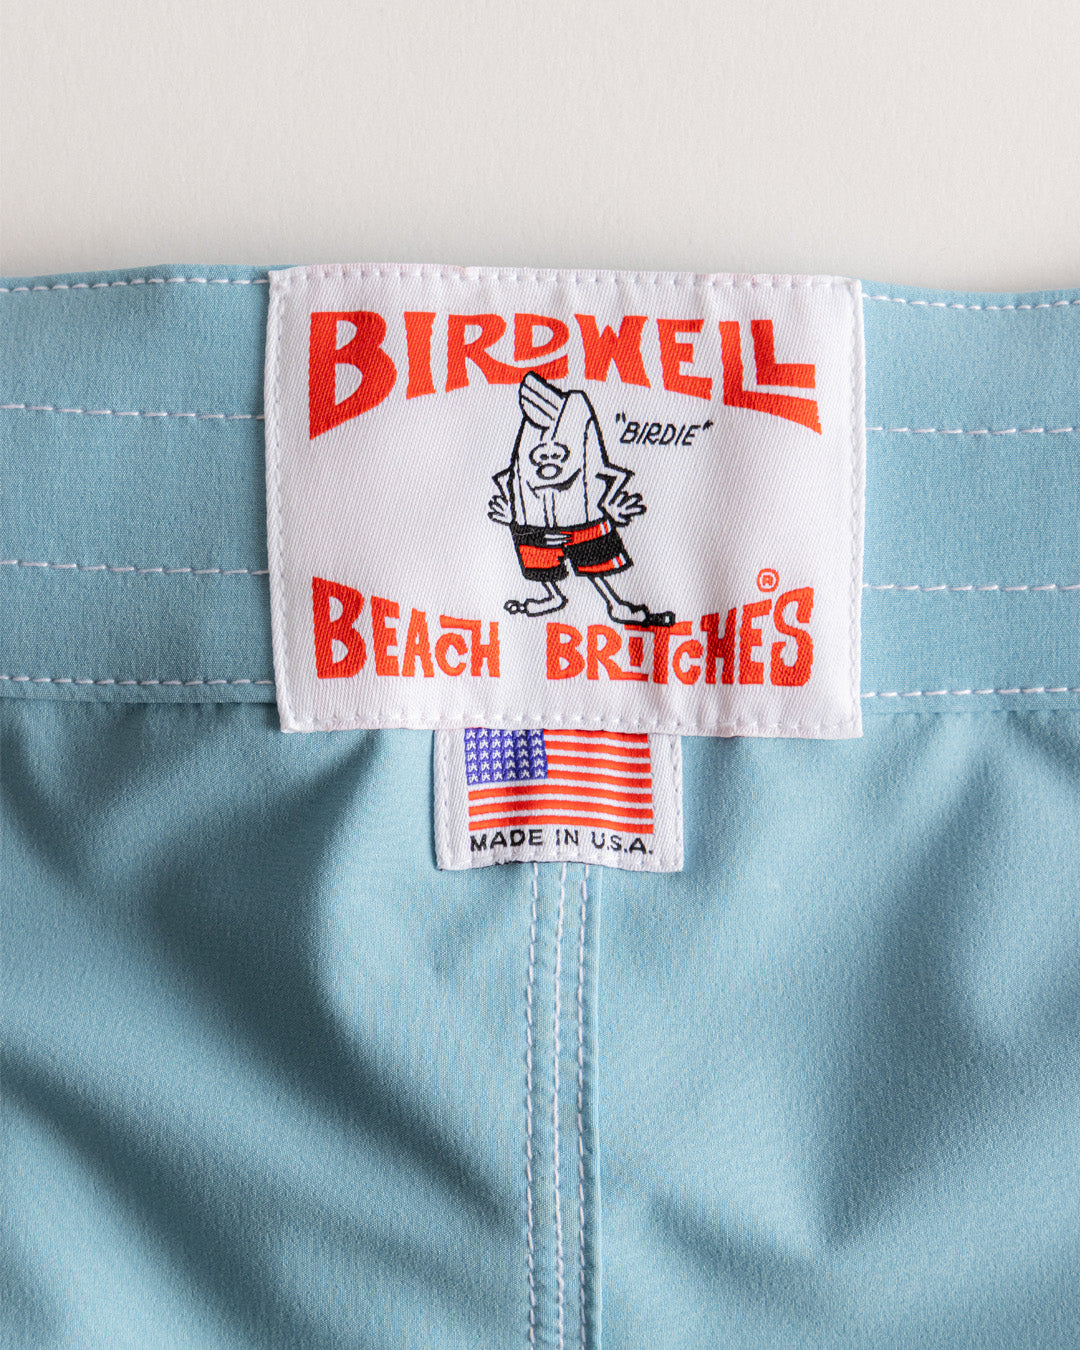 BIRDWELL
"BIRDIE"
®
BEACH BRITCHES
MADE IN U.S.A.